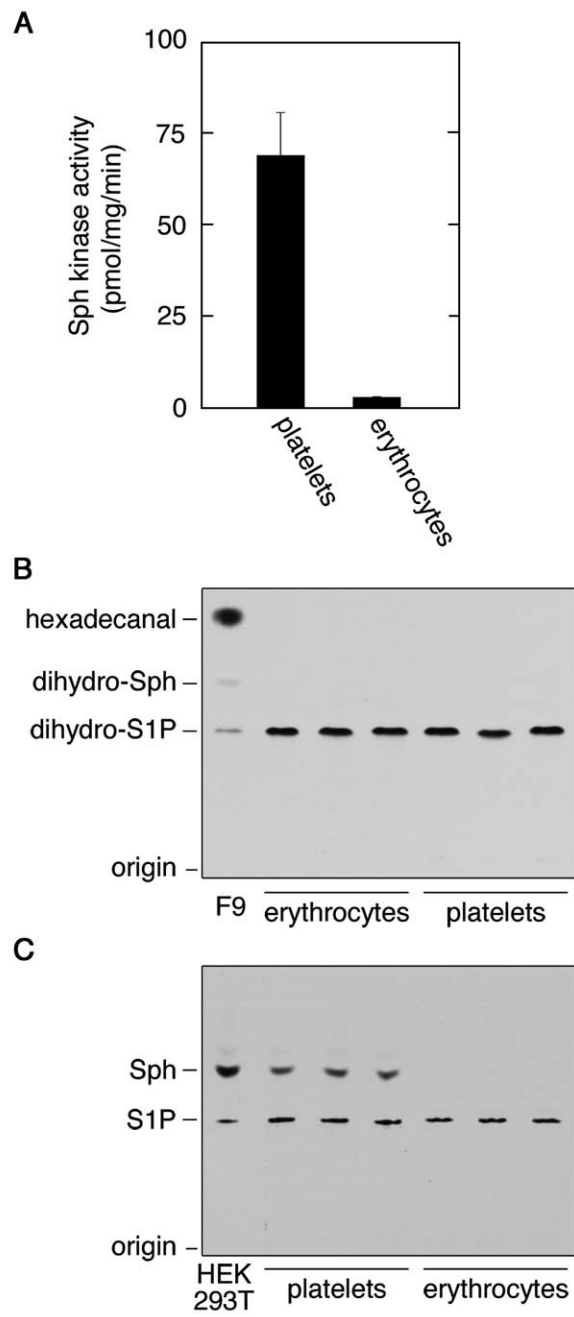 A
Sph kinase activity
(pmol/mg/min)
100
75
50
25
0
platelets
erythrocytes
B
hexadecanal
dihydro-Sph
dihydro-S1P
origin
F9
erythrocytes
platelets
C
Sph
S1P
origin
HEK
293T
platelets
erythrocytes